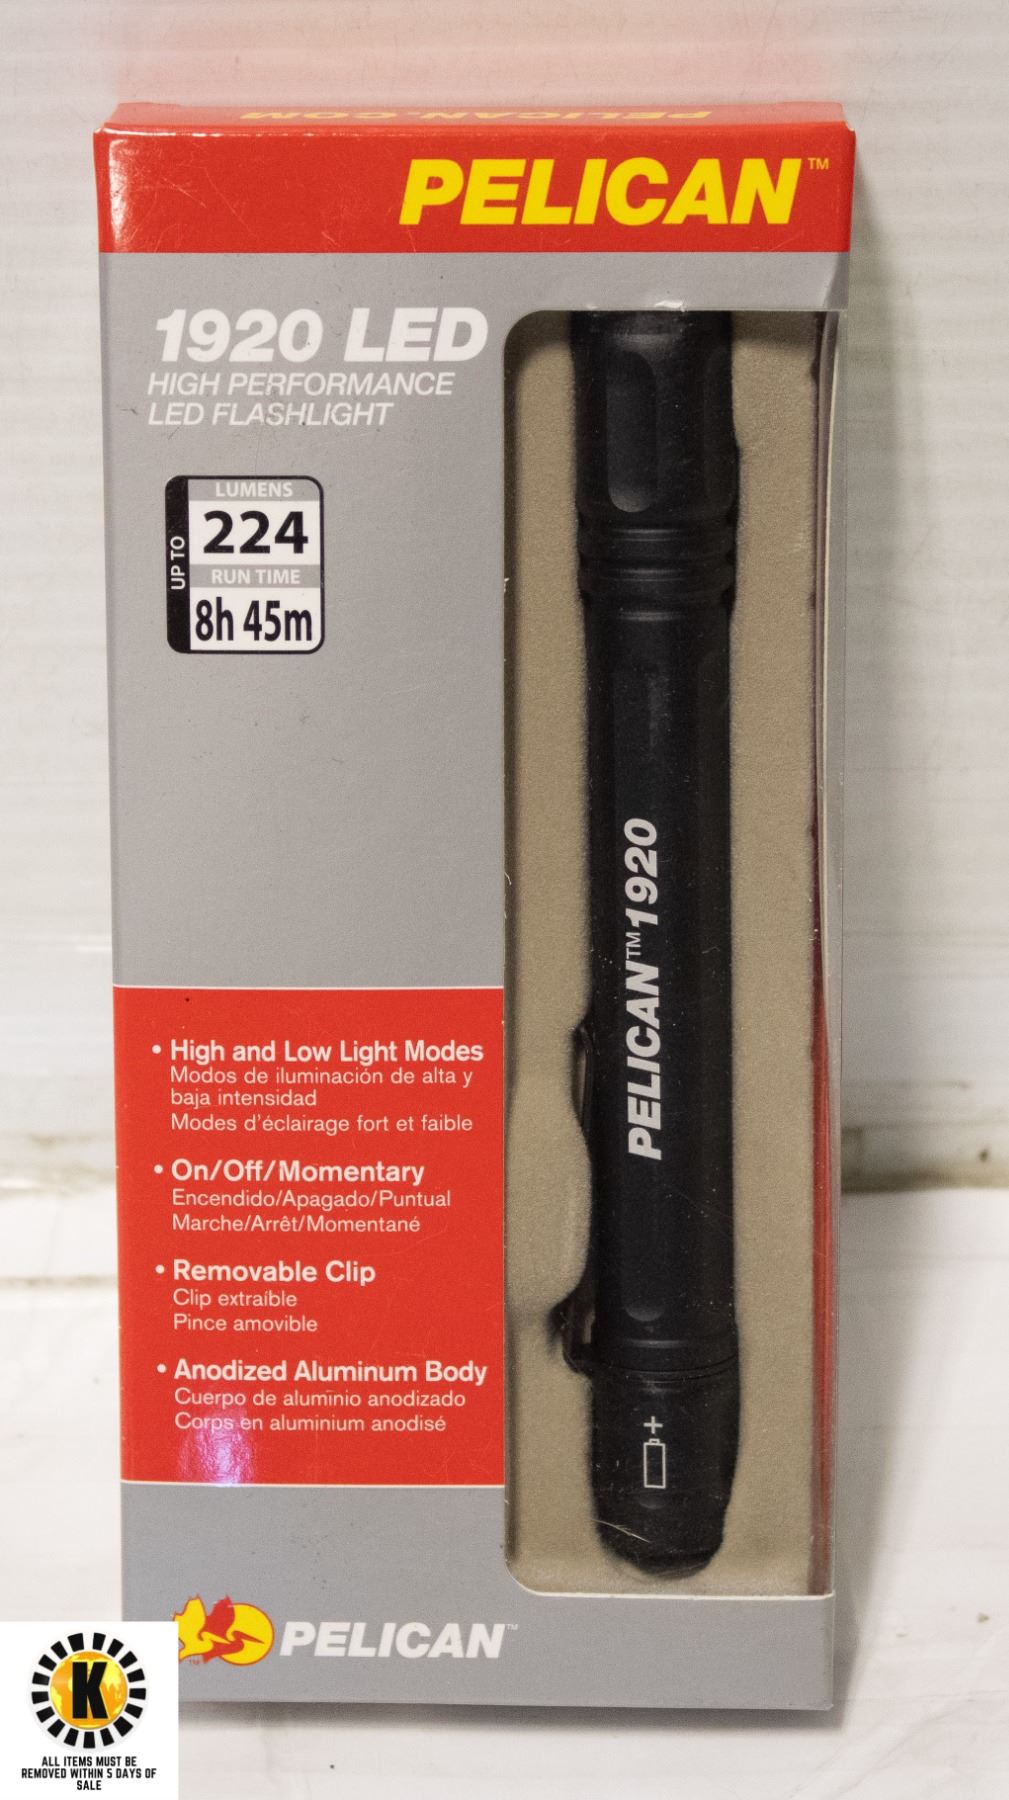 PELICAN.COM
PELICAN™
1920 LED
HIGH PERFORMANCE
LED FLASHLIGHT
UP TO
LUMENS
224
RUN TIME
8h 45m
PELICAN™1920
• High and Low Light Modes
Modos de iluminación de alta y
baja intensidad
Modes d'éclairage fort et faible
• On/Off/Momentary
Encendido/Apagado/Puntual
Marche/Arrêt/Momentané
• Removable Clip
Clip extraíble
Pince amovible
• Anodized Aluminum Body
Cuerpo de aluminio anodizado
Corps en aluminium anodisé
+
PELICAN™
TM
K
ALL ITEMS MUST BE
REMOVED WITHIN 5 DAYS OF
SALE